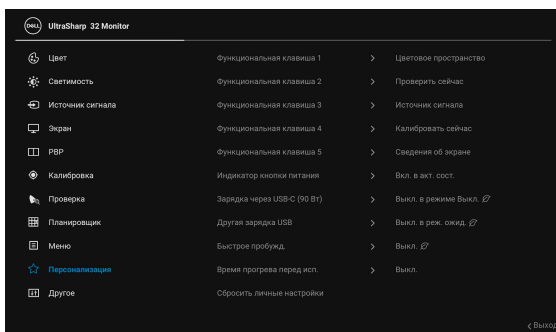 DELL UltraSharp 32 Monitor
Цвет Функциональная клавиша 1 Цветовое пространство
Светимость Функциональная клавиша 2 Проверить сейчас
Источник сигнала Функциональная клавиша 3 Источник сигнала
Экран Функциональная клавиша 4 Калибровать сейчас
PBP Функциональная клавиша 5 Сведения об экране
Калибровка Индикатор кнопки питания Вкл. в акт. сост.
Проверка Зарядка через USB-C (90 Вт) Выкл. в режиме Выкл.
Планировщик Другая зарядка USB Выкл. в реж. ожид.
Меню Быстрое пробужд. Выкл.
Персонализация Время прогрева перед исп. Выкл.
Другое Сбросить личные настройки
Выход